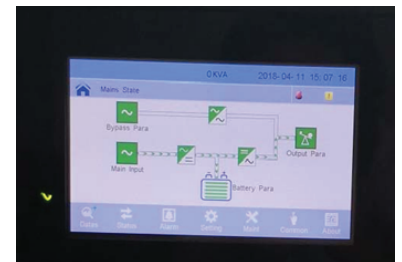 0KVA 2018-04-11 15:07:16
Mains State
Bypass Para
Output Para
Main Input
Battery Para
Dates Status Alarm Setting Maint Common About